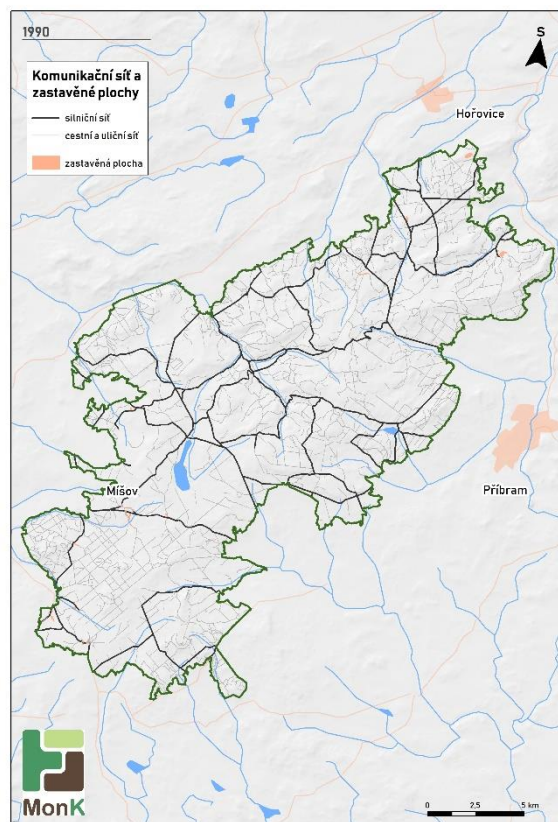 1990
S
Komunikační síť a
zastavěné plochy
silniční síť
cestní a uliční síť
zastavěná plocha
Hořovice
Příbram
Míšov
MonK
0 2,5 5 km